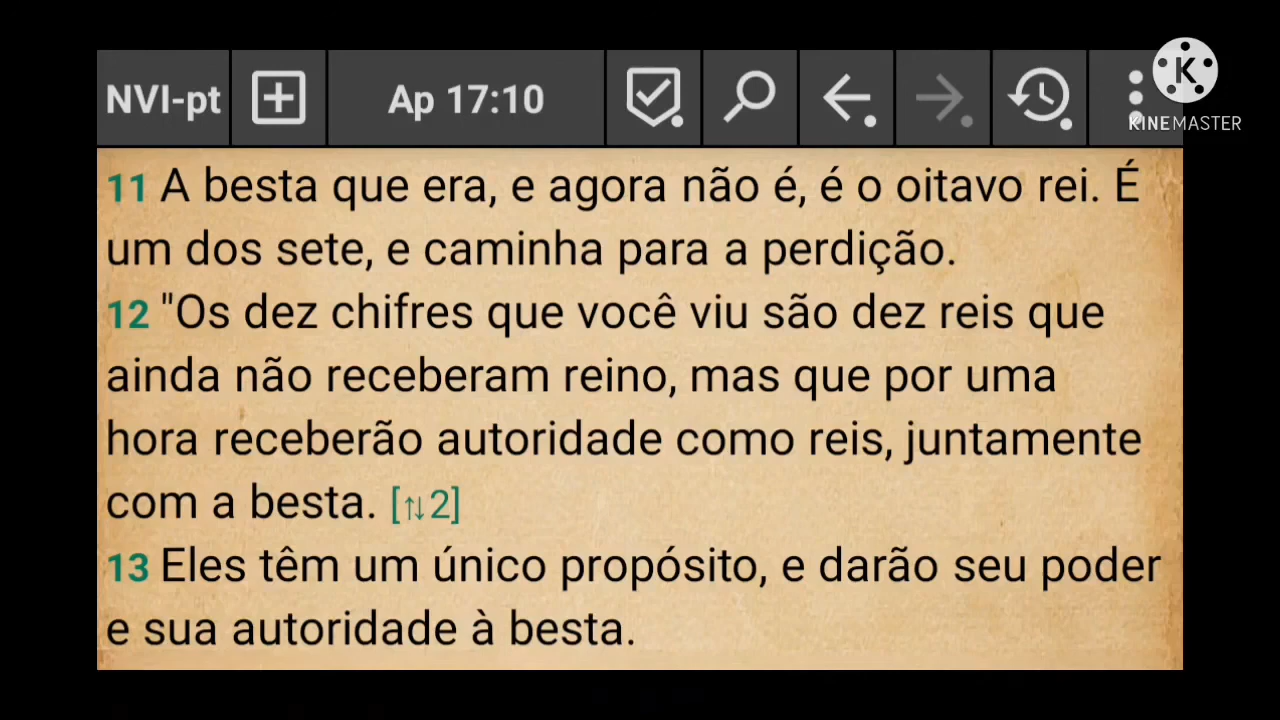 NVI-pt Ap 17:10
KINEMASTER
11 A besta que era, e agora não é, é o oitavo rei. É
um dos sete, e caminha para a perdição.
12 "Os dez chifres que você viu são dez reis que
ainda não receberam reino, mas que por uma
hora receberão autoridade como reis, juntamente
com a besta. [⇅2]
13 Eles têm um único propósito, e darão seu poder
e sua autoridade à besta.